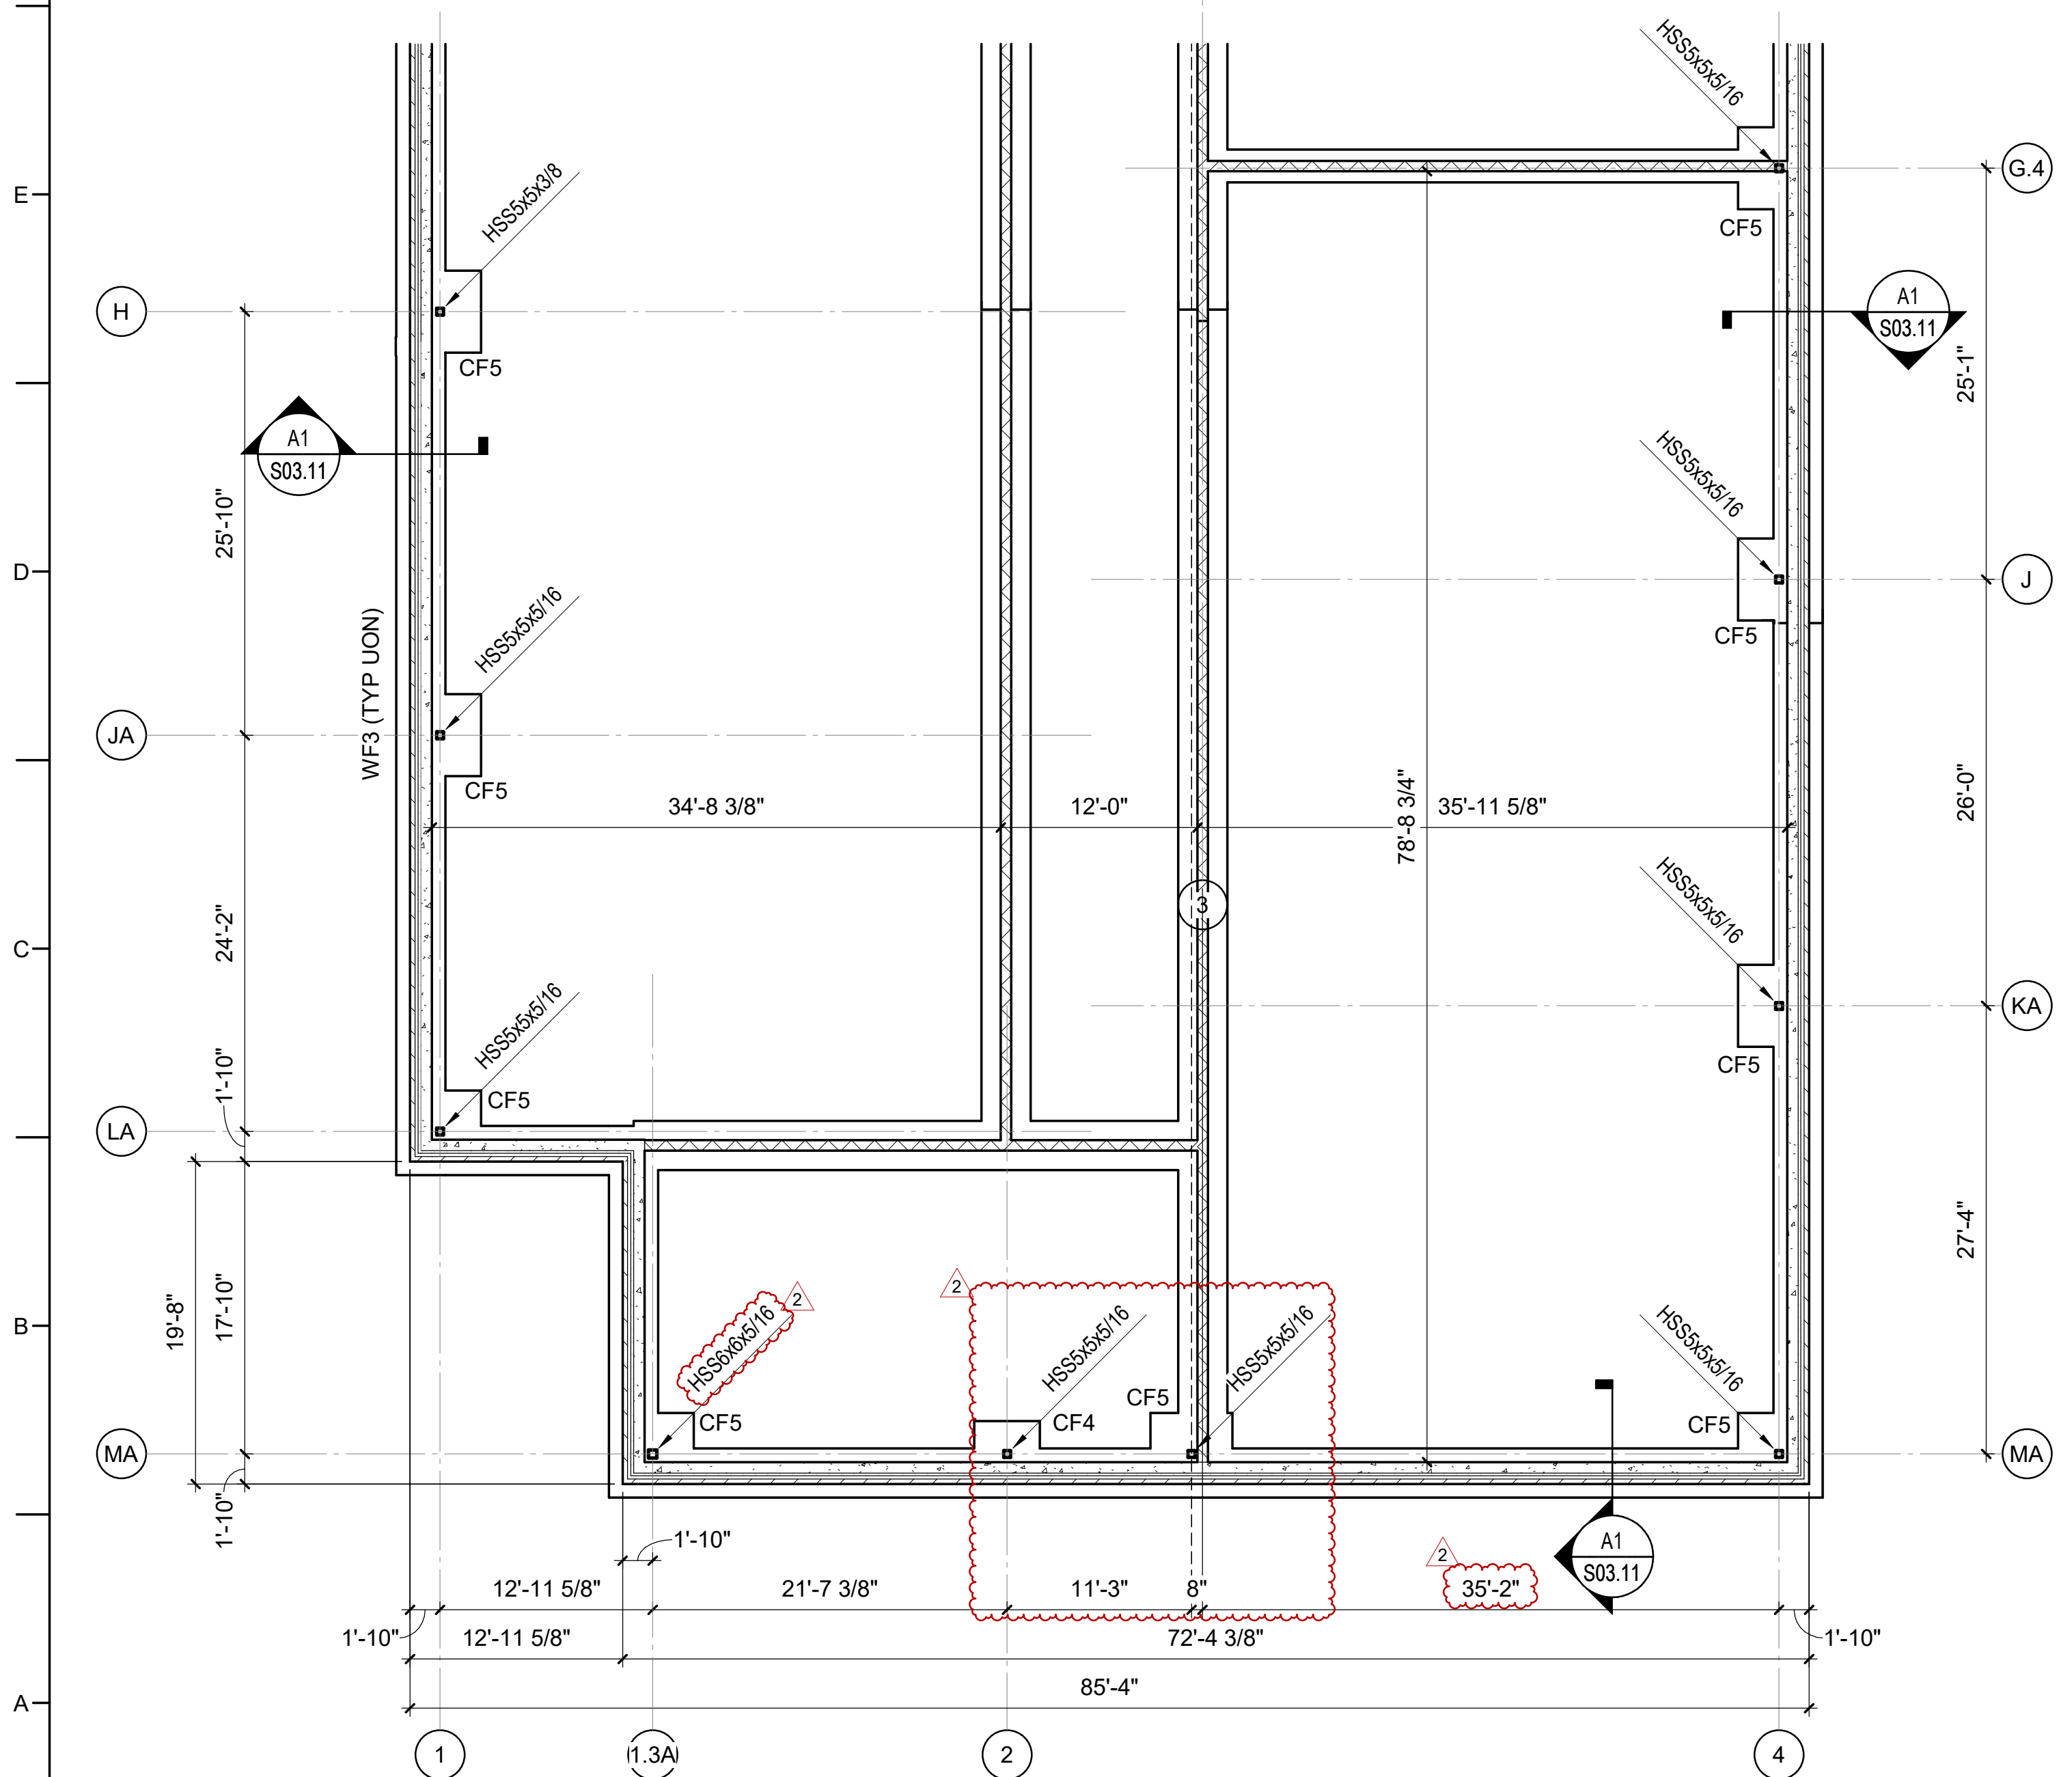 HSS5x5x5/16
G.4
E
HSS5x5x3/8
CF5
H
A1
S03.11
CF5
25'-1"
A1
S03.11
HSS5x5x5/16
25'-10"
D
J
HSS5x5x5/16
WF3 (TYP UON)
CF5
JA
CF5
34'-8 3/8"
12'-0"
78'-8 3/4"
35'-11 5/8"
26'-0"
HSS5x5x5/16
3
24'-2"
C
KA
HSS5x5x5/16
CF5
1'-10"
CF5
LA
27'-4"
2
2
17'-10"
19'-8"
B
HSS6x6x5/16
HSS5x5x5/16
HSS5x5x5/16
HSS5x5x5/16
CF5
CF5
CF4
CF5
MA
MA
1'-10"
1'-10"
A1
S03.11
2
12'-11 5/8"
21'-7 3/8"
11'-3"
8"
35'-2"
1'-10"
12'-11 5/8"
72'-4 3/8"
1'-10"
85'-4"
A
1
1.3A
2
4